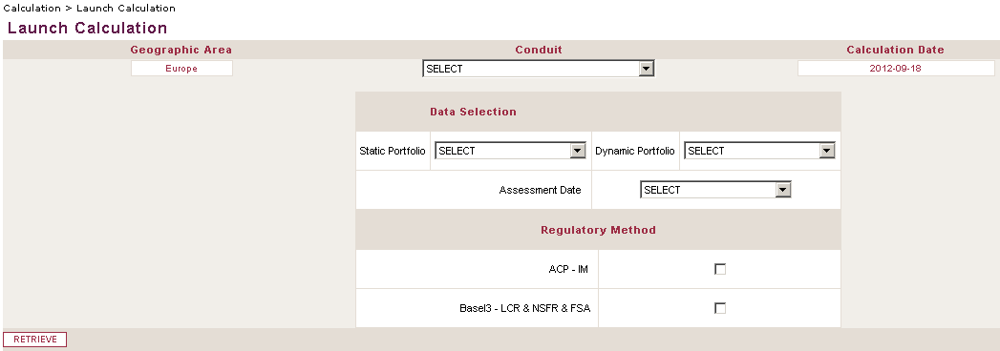 Calculation > Launch Calculation
Launch Calculation
Geographic Area Conduit Calculation Date
Europe SELECT 2012-09-18
Data Selection
Static Portfolio SELECT Dynamic Portfolio SELECT
Assessment Date SELECT
Regulatory Method
ACP - IM
Basel3 - LCR & NSFR & FSA
RETRIEVE